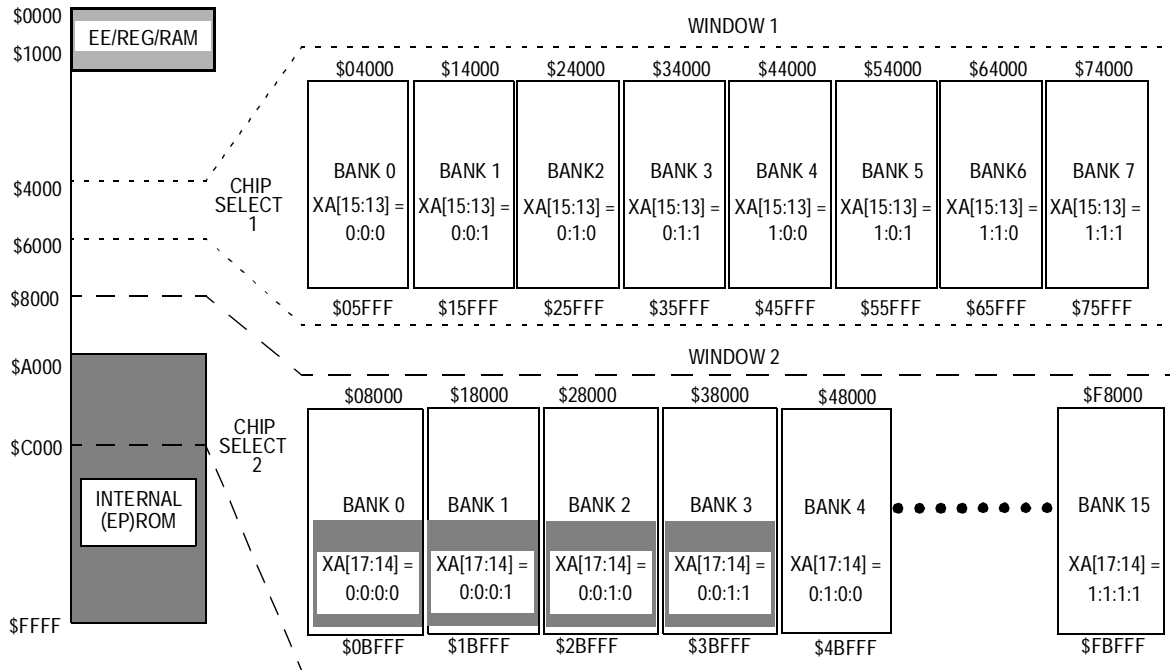 $0000
EE/REG/RAM
$1000
$4000
$6000
$8000
$A000
$C000
INTERNAL
(EP)ROM
$FFFF
CHIP
SELECT
1
CHIP
SELECT
2
WINDOW 1
$04000 $14000 $24000 $34000 $44000 $54000 $64000 $74000
BANK 0 BANK 1 BANK2 BANK 3 BANK 4 BANK 5 BANK6 BANK 7
XA[15:13] = XA[15:13] = XA[15:13] = XA[15:13] = XA[15:13] = XA[15:13] = XA[15:13] = XA[15:13] =
0:0:0 0:0:1 0:1:0 0:1:1 1:0:0 1:0:1 1:1:0 1:1:1
$05FFF $15FFF $25FFF $35FFF $45FFF $55FFF $65FFF $75FFF
WINDOW 2
$08000 $18000 $28000 $38000 $48000 $F8000
BANK 0 BANK 1 BANK 2 BANK 3 BANK 4 BANK 15
XA[17:14] = XA[17:14] = XA[17:14] = XA[17:14] = XA[17:14] = XA[17:14] =
0:0:0:0 0:0:0:1 0:0:1:0 0:0:1:1 0:1:0:0 1:1:1:1
$0BFFF $1BFFF $2BFFF $3BFFF $4BFFF $FBFFF